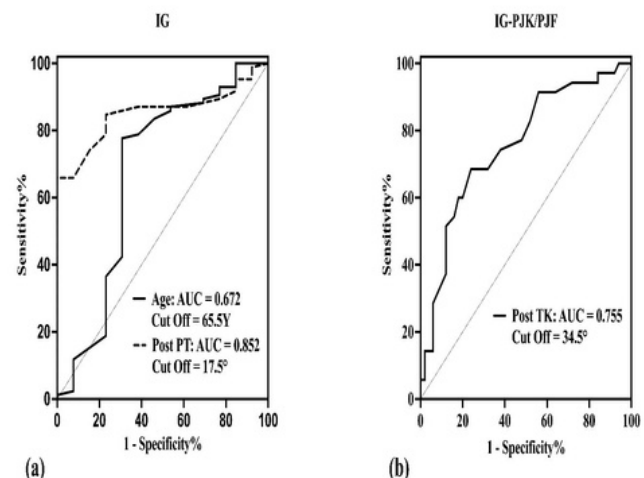 IG
100
80
60
40
20
0
Sensitivity%
Age: AUC = 0.672
Cut Off = 65.5Y
Post PT: AUC = 0.852
Cut Off = 17.5°
0 20 40 60 80 100
1 - Specificity%
(a)
IG-PJK/PJF
100
80
60
40
20
0
Sensitivity%
Post TK: AUC = 0.755
Cut Off = 34.5°
0 20 40 60 80 100
1 - Specificity%
(b)